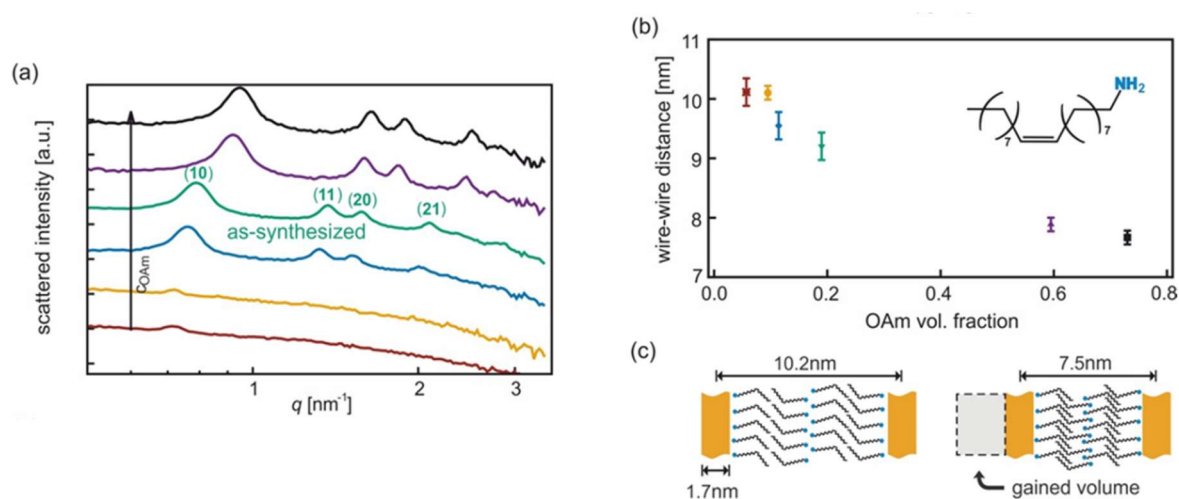 (a)
scattered intensity [a.u.]
cOAm
(10)
(11)
(20)
(21)
as-synthesized
1
2
3
q [nm⁻¹]
(b)
wire-wire distance [nm]
11
10
9
8
7
0.0
0.2
0.4
0.6
0.8
OAm vol. fraction
NH₂
7
7
(c)
10.2nm
7.5nm
1.7nm
gained volume